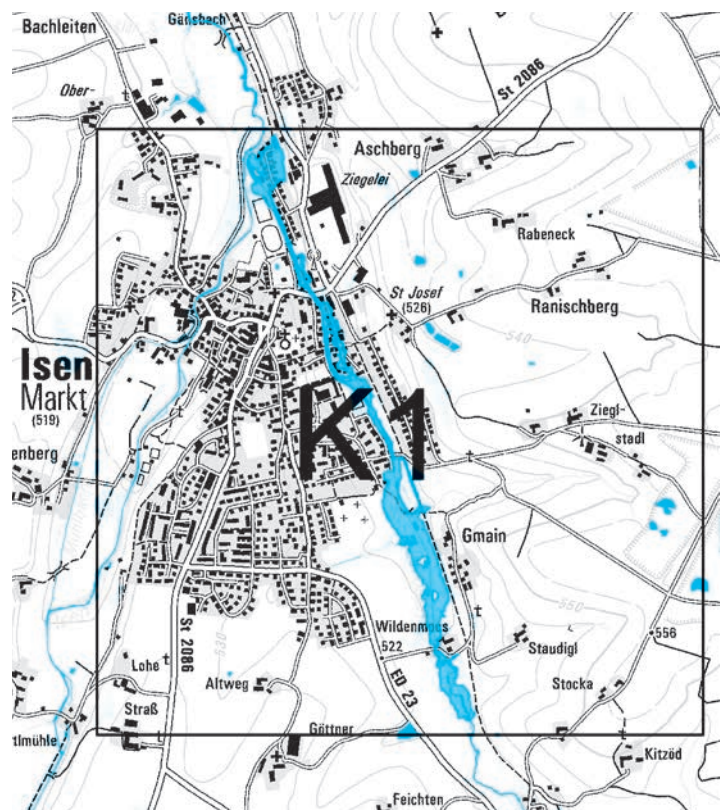 Bachleiten
Gänsbach
Ober-
St 2086
Aschberg
Ziegelei
Rabeneck
St Josef
(526)
Ranischberg
540
Isen
Markt
(519)
K1
Ziegl-
stadl
enberg
Gmain
550
Wildenmoos
522
556
St 2086
530
Staudigl
Lohe
Altweg
ED 23
Stocka
Straß
tlmühle
Göttner
Kitzöd
Feichten